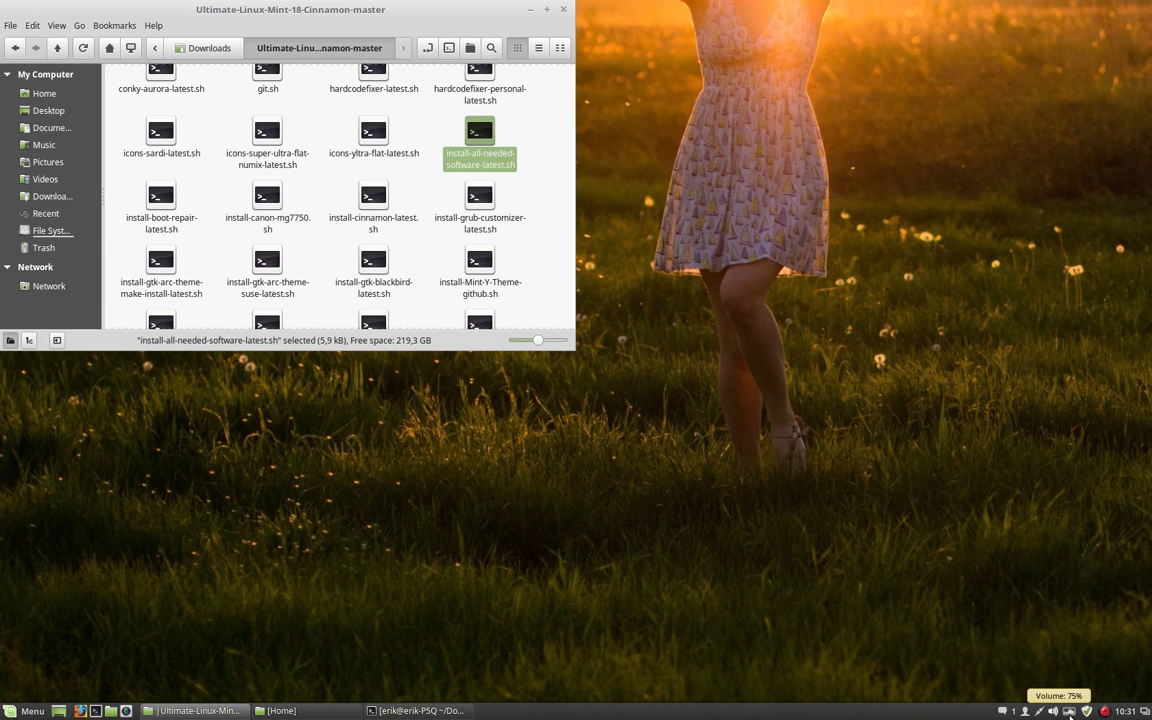 Ultimate-Linux-Mint-18-Cinnamon-master
File Edit View Go Bookmarks Help
Downloads Ultimate-Linu...namon-master
My Computer
Home
Desktop
Docume...
Music
Pictures
Videos
Downloa...
Recent
File Syst...
Trash
Network
Network
conky-aurora-latest.sh git.sh hardcodefixer-latest.sh hardcodefixer-personal-
latest.sh
icons-sardi-latest.sh icons-super-ultra-flat- icons-yltra-flat-latest.sh install-all-needed-
numix-latest.sh software-latest.sh
install-boot-repair- install-canon-mg7750. install-cinnamon-latest. install-grub-customizer-
latest.sh sh sh latest.sh
install-gtk-arc-theme- install-gtk-arc-theme- install-gtk-blackbird- install-Mint-Y-Theme-
make-install-latest.sh suse-latest.sh latest.sh github.sh
"install-all-needed-software-latest.sh" selected (5,9 kB), Free space: 219,3 GB
Volume: 75%
Menu Ultimate-Linux-Min... [Home] [erik@erik-P5Q ~/Do... 1 10:31